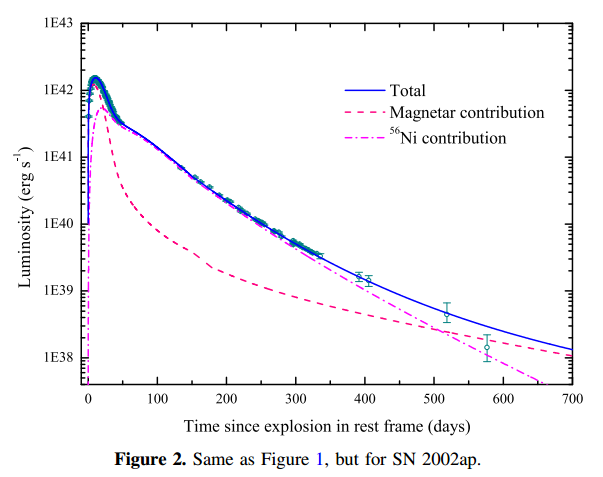 1E43
1E42
1E41
1E40
1E39
1E38
Luminosity (erg s-1)
Total
Magnetar contribution
56Ni contribution
0
100
200
300
400
500
600
700
Time since explosion in rest frame (days)
Figure 2. Same as Figure 1, but for SN 2002ap.